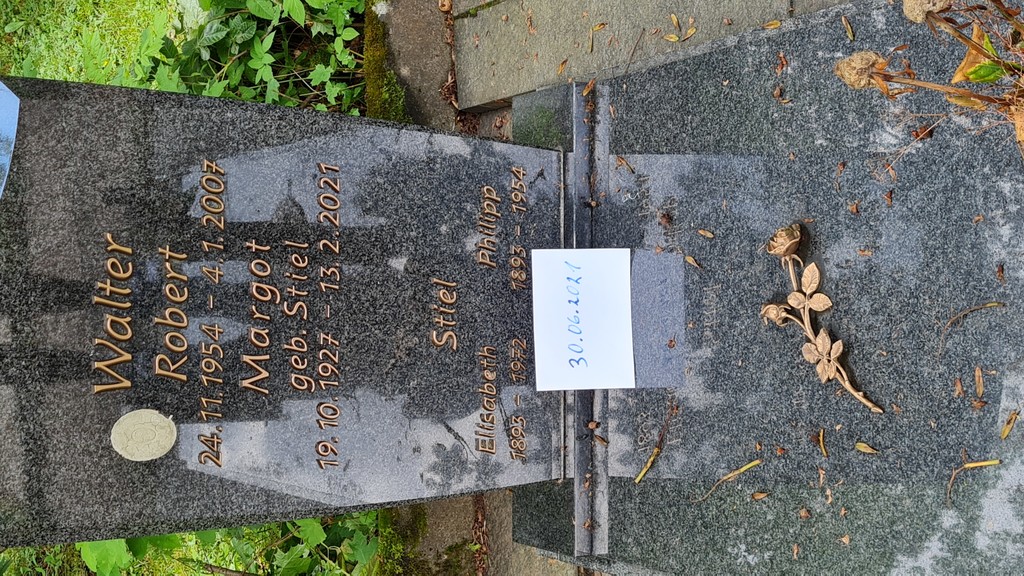 Walter
Robert
24.11.1954 – 4.1.2007
Margot
geb. Stiel
19.10.1927 – 13.2.2021
Stiel
Elisabeth Philipp
1895 – 1972 1893 – 1954
30.06.2021